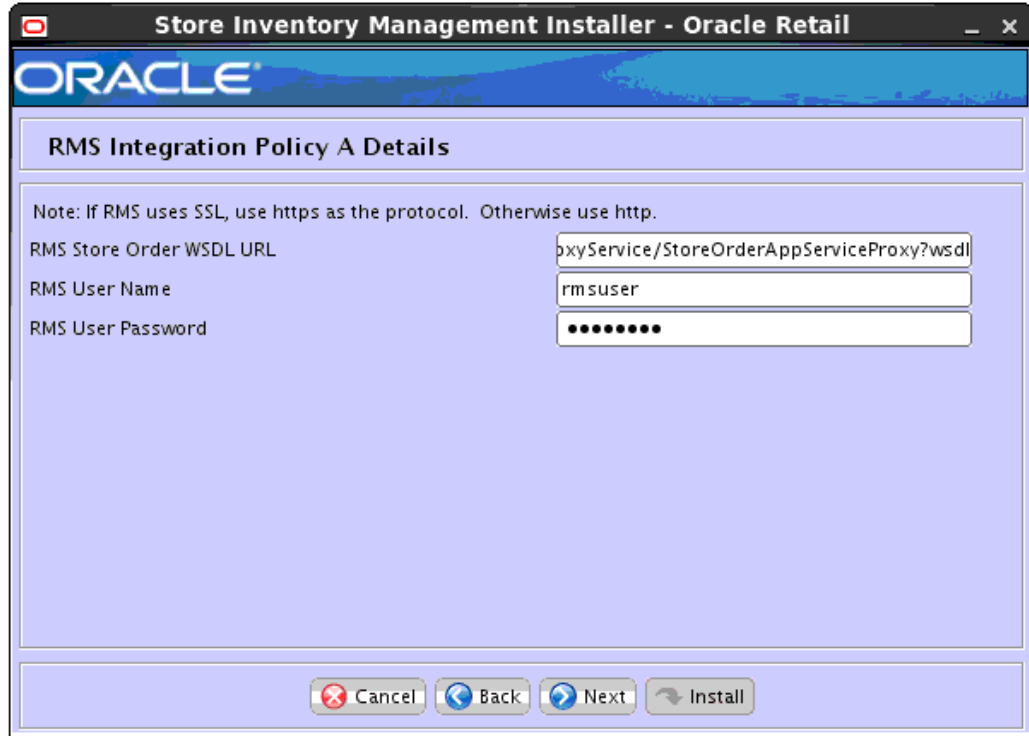 Store Inventory Management Installer - Oracle Retail
ORACLE
RMS Integration Policy A Details
Note: If RMS uses SSL, use https as the protocol. Otherwise use http.
RMS Store Order WSDL URL
oxyService/StoreOrderAppServiceProxy?wsdl
RMS User Name
rmsuser
RMS User Password
••••••••
Cancel Back Next Install